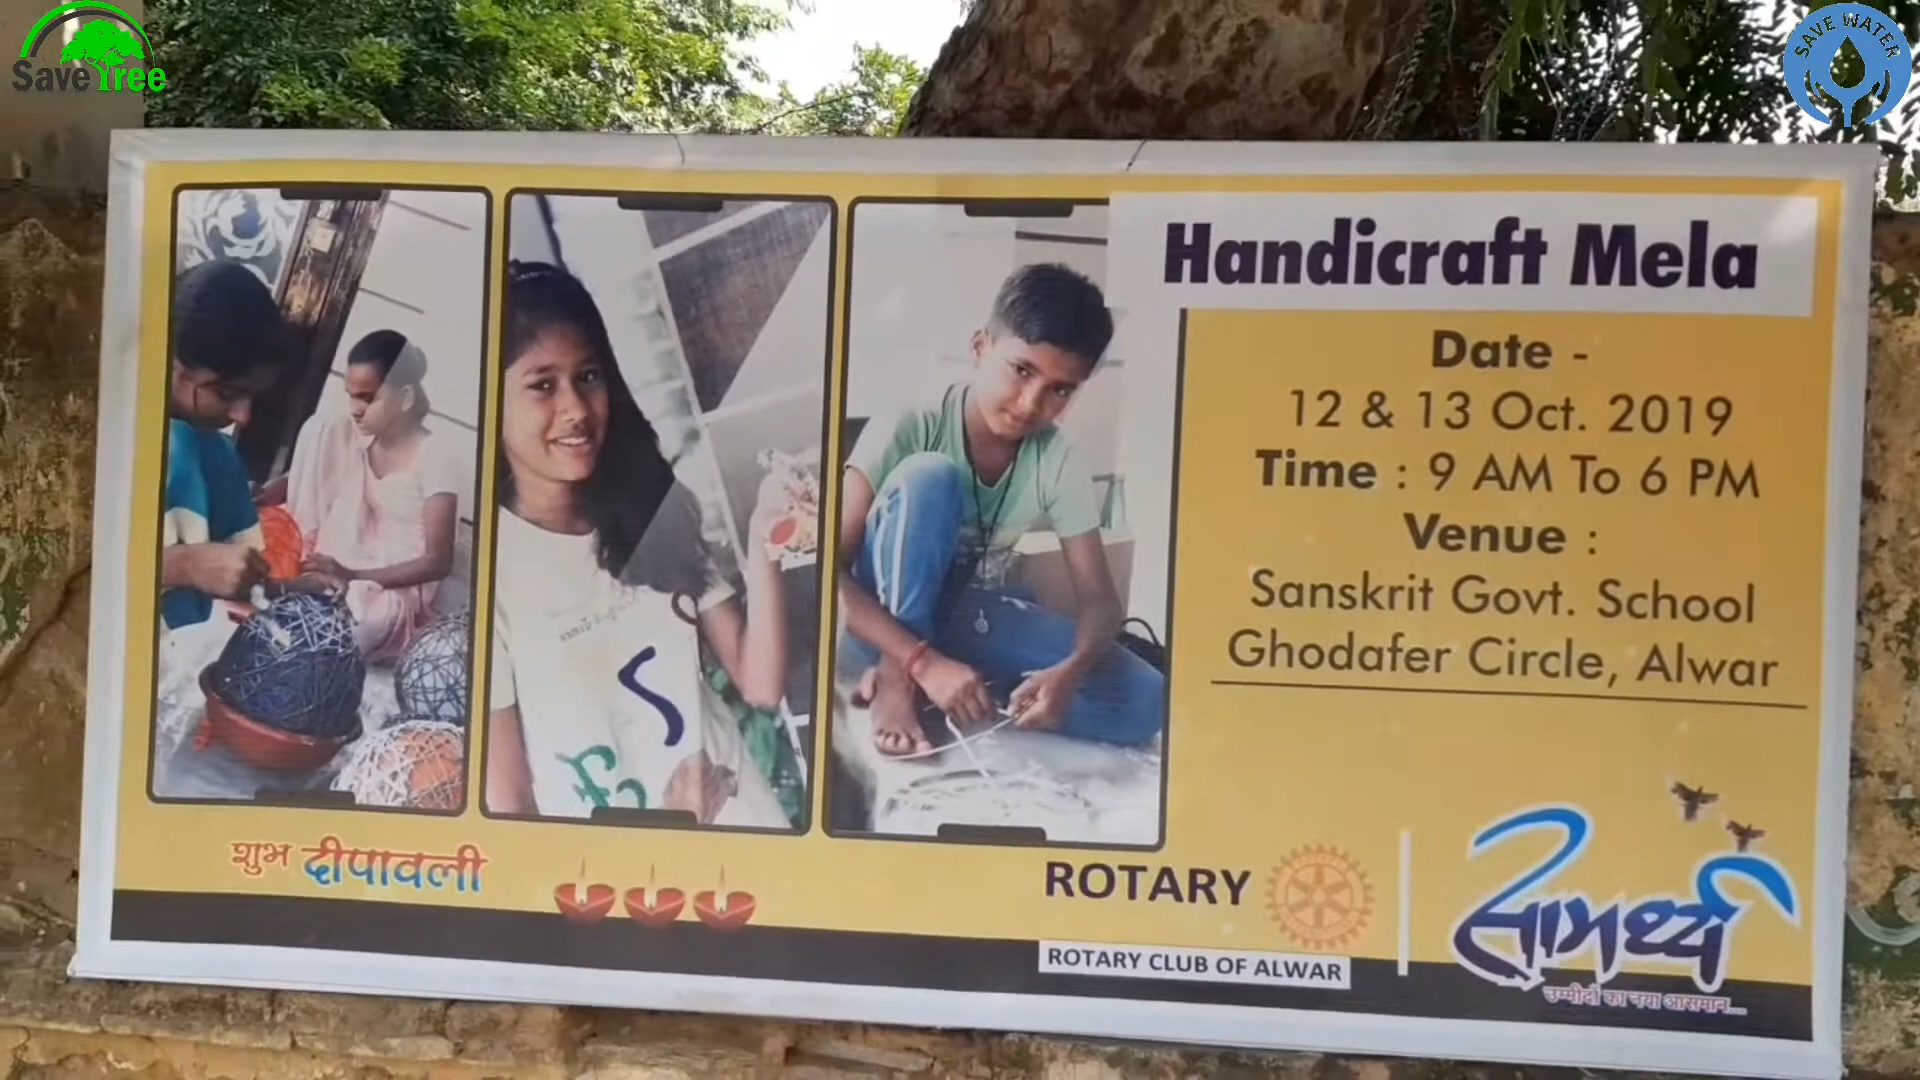 Save Tree
SAVE WATER
Handicraft Mela
Date -
12 & 13 Oct. 2019
Time : 9 AM To 6 PM
Venue :
Sanskrit Govt. School
Ghodafer Circle, Alwar
शुभ दीपावली
ROTARY
ROTARY CLUB OF ALWAR
सामर्थ्य
उम्मीदों का नया आसमान...